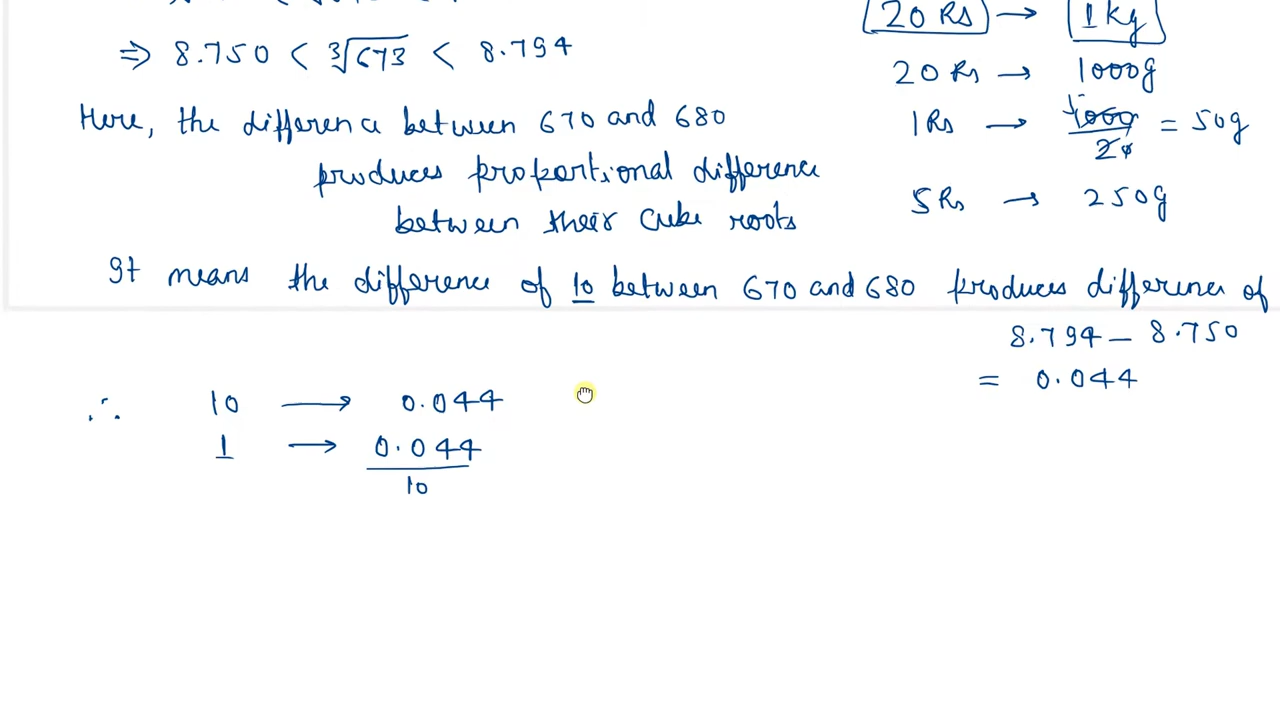 ⇒ 8.750 < ∛673 < 8.794
Here, the difference between 670 and 680
produces proportional difference
between their cube roots
It means the difference of 10 between 670 and 680 produces difference of
8.794 - 8.750
= 0.044
∴ 10 → 0.044
1 → 0.044/10
20 Rs → 1 kg
20 Rs → 1000g
1 Rs → 1000g/20 = 50g
5 Rs → 250g